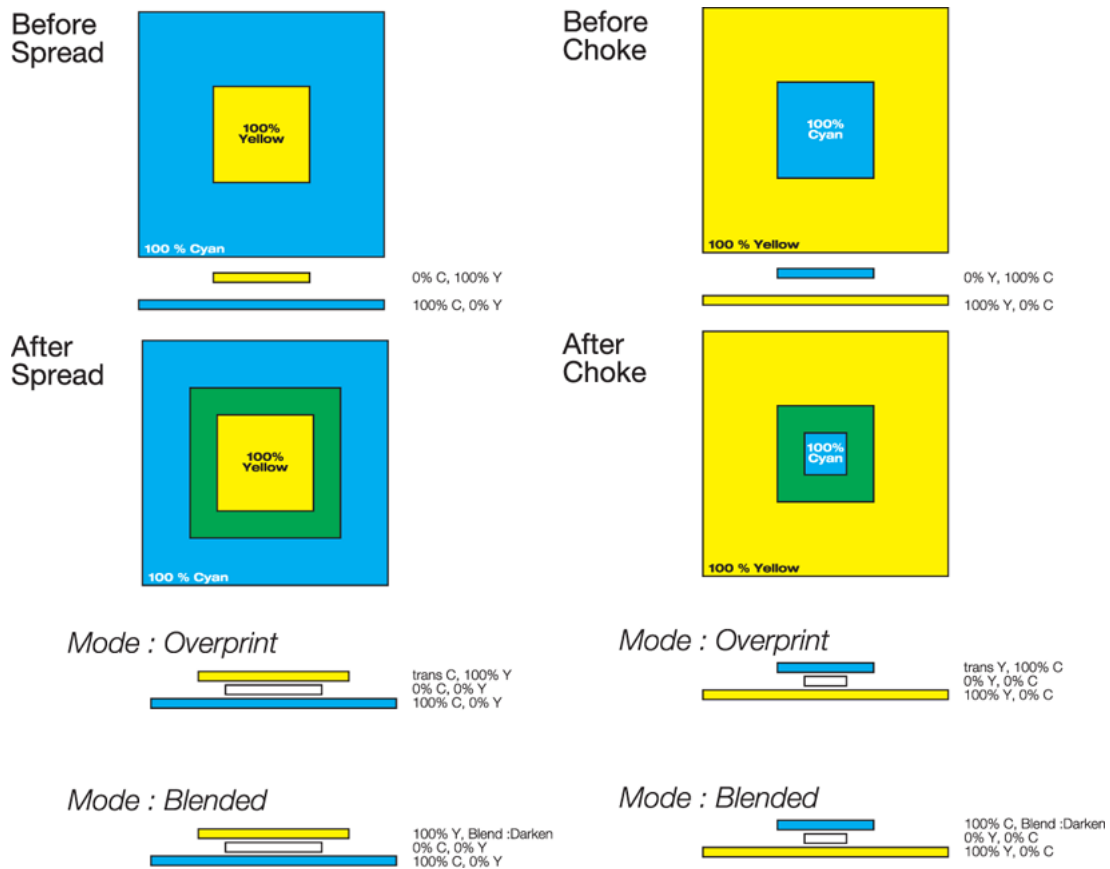 Before
Spread
100%
Yellow
100 % Cyan
0% C, 100% Y
100% C, 0% Y
After
Spread
100%
Yellow
100 % Cyan
Mode : Overprint
trans C, 100% Y
0% C, 0% Y
100% C, 0% Y
Mode : Blended
100% Y, Blend :Darken
0% C, 0% Y
100% C, 0% Y
Before
Choke
100%
Cyan
100 % Yellow
0% Y, 100% C
100% Y, 0% C
After
Choke
100%
Cyan
100 % Yellow
Mode : Overprint
trans Y, 100% C
0% Y, 0% C
100% Y, 0% C
Mode : Blended
100% C, Blend :Darken
0% Y, 0% C
100% Y, 0% C